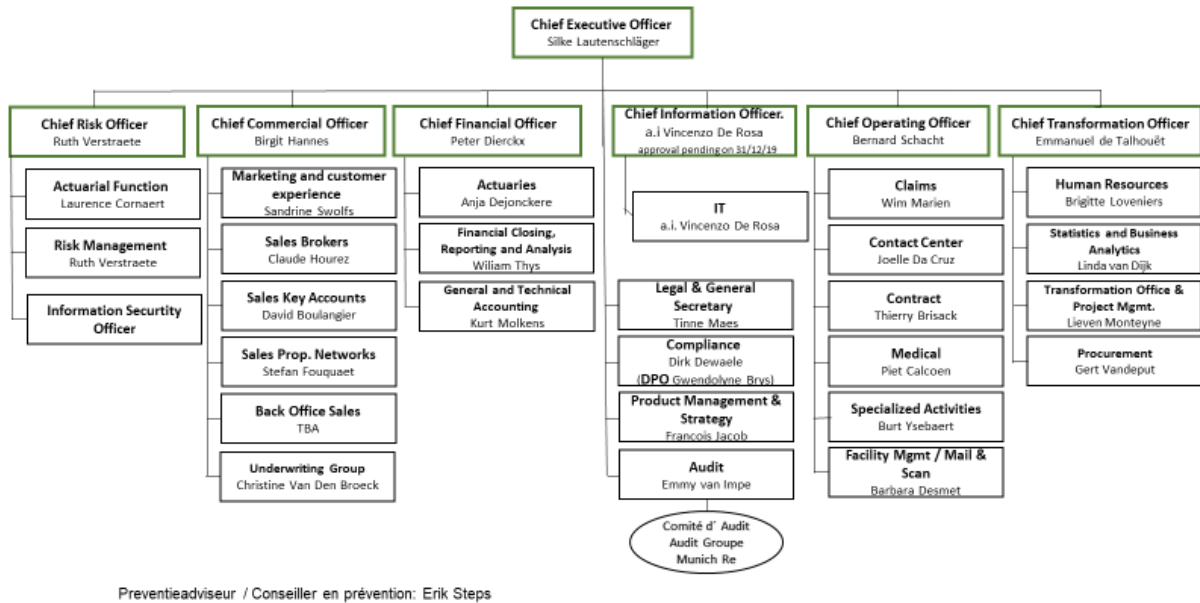 Chief Executive Officer
Silke Lautenschläger
Chief Risk Officer
Ruth Verstraete
Actuarial Function
Laurence Cornaert
Risk Management
Ruth Verstraete
Information Securtity
Officer
Chief Commercial Officer
Birgit Hannes
Marketing and customer
experience
Sandrine Swolfs
Sales Brokers
Claude Hourez
Sales Key Accounts
David Boulangier
Sales Prop. Networks
Stefan Fouquaet
Back Office Sales
TBA
Underwriting Group
Christine Van Den Broeck
Chief Financial Officer
Peter Dierckx
Actuaries
Anja Dejonckere
Financial Closing,
Reporting and Analysis
Wiliam Thys
General and Technical
Accounting
Kurt Molkens
Chief Information Officer.
a.i Vincenzo De Rosa
approval pending on 31/12/19
IT
a.i. Vincenzo De Rosa
Legal & General
Secretary
Tinne Maes
Compliance
Dirk Dewaele
(DPO Gwendolyne Brys)
Product Management &
Strategy
Francois Jacob
Audit
Emmy van Impe
Comité d´ Audit
Audit Groupe
Munich Re
Chief Operating Officer
Bernard Schacht
Claims
Wim Marien
Contact Center
Joelle Da Cruz
Contract
Thierry Brisack
Medical
Piet Calcoen
Specialized Activities
Burt Ysebaert
Facility Mgmt / Mail &
Scan
Barbara Desmet
Chief Transformation Officer
Emmanuel de Talhouët
Human Resources
Brigitte Loveniers
Statistics and Business
Analytics
Linda van Dijk
Transformation Office &
Project Mgmt.
Lieven Monteyne
Procurement
Gert Vandeput
Preventieadviseur / Conseiller en prévention: Erik Steps